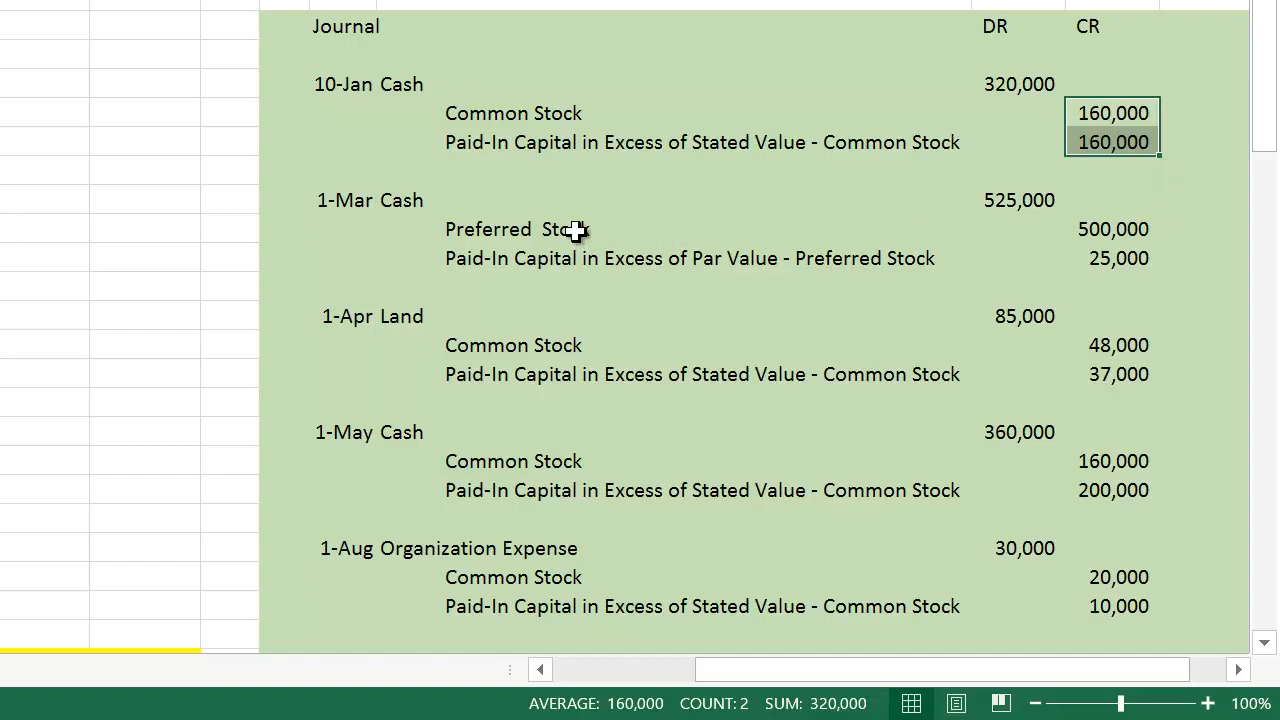 Journal DR CR
10-Jan Cash 320,000
Common Stock 160,000
Paid-In Capital in Excess of Stated Value - Common Stock 160,000
1-Mar Cash 525,000
Preferred Stock 500,000
Paid-In Capital in Excess of Par Value - Preferred Stock 25,000
1-Apr Land 85,000
Common Stock 48,000
Paid-In Capital in Excess of Stated Value - Common Stock 37,000
1-May Cash 360,000
Common Stock 160,000
Paid-In Capital in Excess of Stated Value - Common Stock 200,000
1-Aug Organization Expense 30,000
Common Stock 20,000
Paid-In Capital in Excess of Stated Value - Common Stock 10,000
AVERAGE: 160,000 COUNT: 2 SUM: 320,000 100%